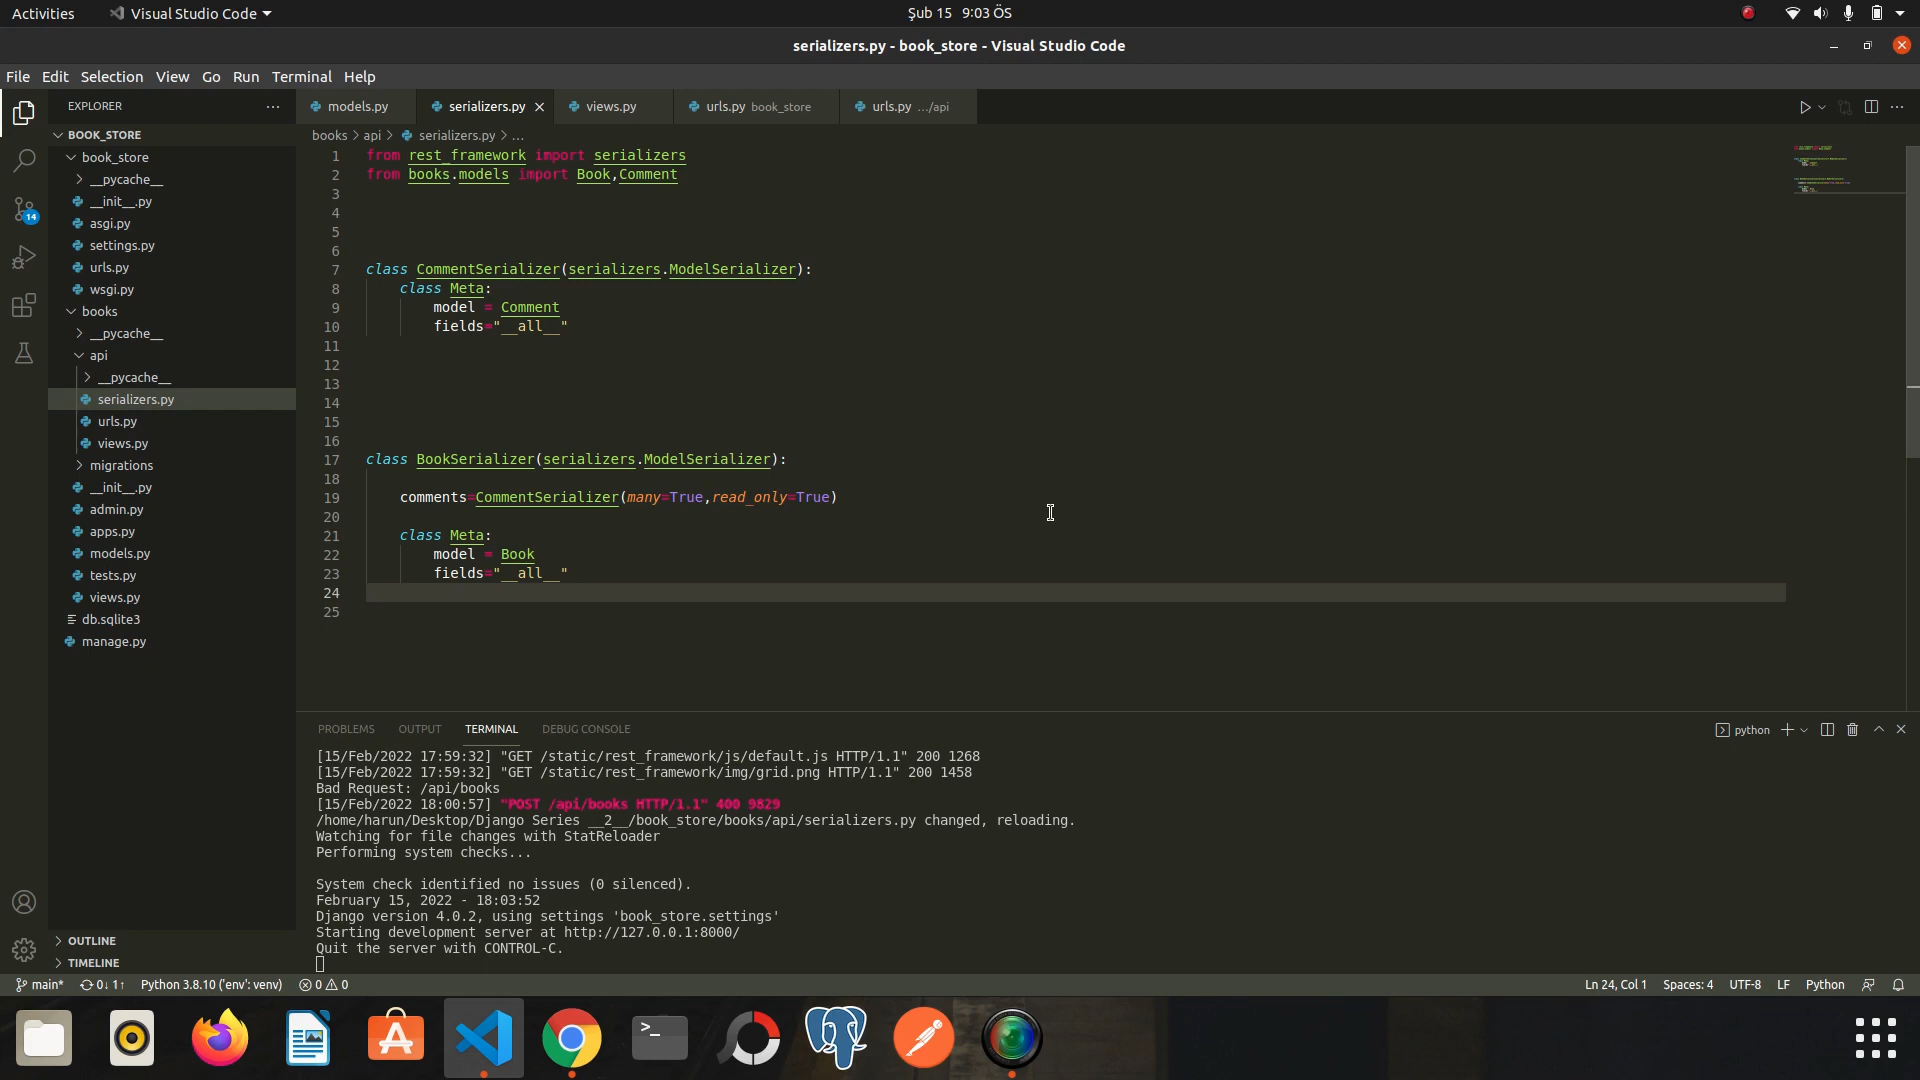 Activities
Visual Studio Code
Şub 15 9:03 ÖS
serializers.py - book_store - Visual Studio Code
File Edit Selection View Go Run Terminal Help
EXPLORER
BOOK_STORE
book_store
__pycache__
__init__.py
asgi.py
settings.py
urls.py
wsgi.py
books
__pycache__
api
__pycache__
serializers.py
urls.py
views.py
migrations
__init__.py
admin.py
apps.py
models.py
tests.py
views.py
db.sqlite3
manage.py
OUTLINE
TIMELINE
14
models.py serializers.py views.py urls.py book_store urls.py .../api
books > api > serializers.py > ...
1 from rest_framework import serializers
2 from books.models import Book,Comment
3
4
5
6
7 class CommentSerializer(serializers.ModelSerializer):
8 class Meta:
9 model = Comment
10 fields="__all__"
11
12
13
14
15
16
17 class BookSerializer(serializers.ModelSerializer):
18
19 comments=CommentSerializer(many=True,read_only=True)
20
21 class Meta:
22 model = Book
23 fields="__all__"
24
25
PROBLEMS OUTPUT TERMINAL DEBUG CONSOLE
python
[15/Feb/2022 17:59:32] "GET /static/rest_framework/js/default.js HTTP/1.1" 200 1268
[15/Feb/2022 17:59:32] "GET /static/rest_framework/img/grid.png HTTP/1.1" 200 1458
Bad Request: /api/books
[15/Feb/2022 18:00:57] "POST /api/books HTTP/1.1" 400 9829
/home/harun/Desktop/Django Series __2__/book_store/books/api/serializers.py changed, reloading.
Watching for file changes with StatReloader
Performing system checks...
System check identified no issues (0 silenced).
February 15, 2022 - 18:03:52
Django version 4.0.2, using settings 'book_store.settings'
Starting development server at http://127.0.0.1:8000/
Quit the server with CONTROL-C.
main* 0↓ 1↑ Python 3.8.10 ('env': venv) 0 0
Ln 24, Col 1 Spaces: 4 UTF-8 LF Python